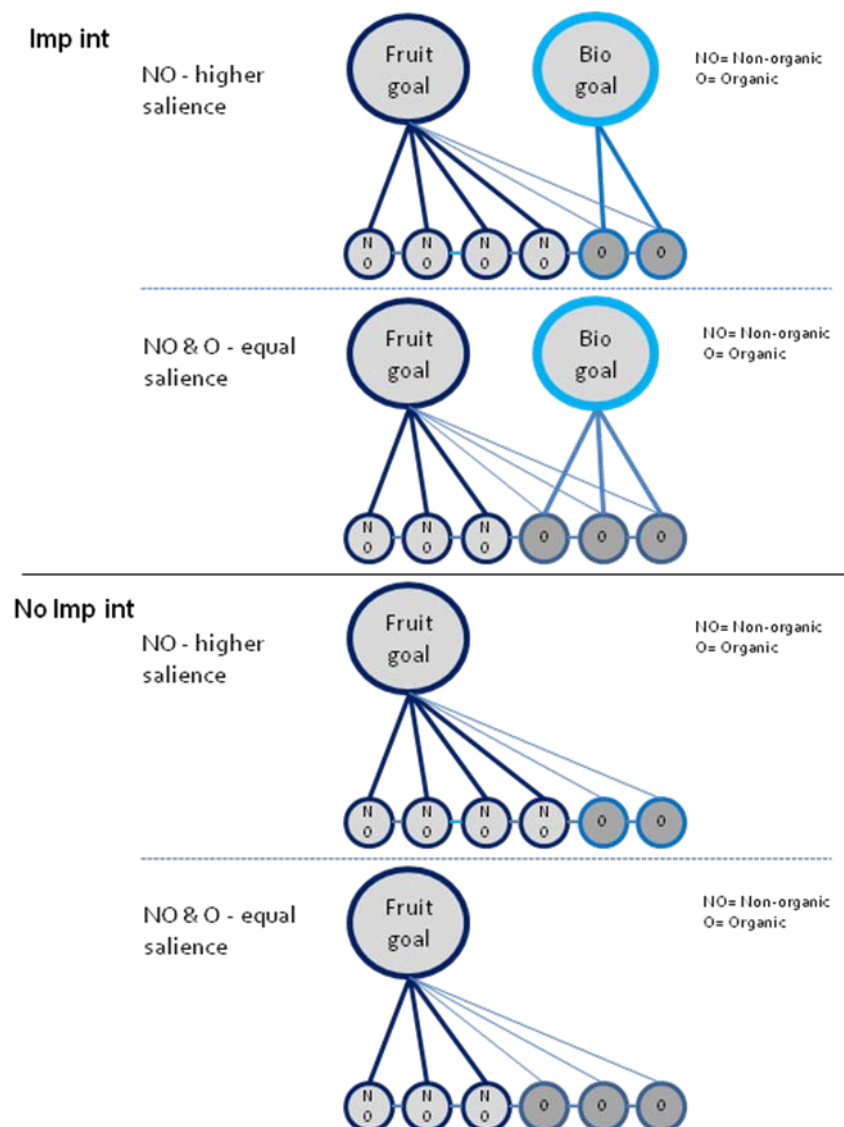 Imp int
NO - higher
salience
Fruit
goal
Bio
goal
NO= Non-organic
O= Organic
N N N N
O O O O O O
NO & O - equal
salience
Fruit
goal
Bio
goal
NO= Non-organic
O= Organic
N N N
O O O O O O
No Imp int
NO - higher
salience
Fruit
goal
NO= Non-organic
O= Organic
N N N N
O O O O O O
NO & O - equal
salience
Fruit
goal
NO= Non-organic
O= Organic
N N N
O O O O O O